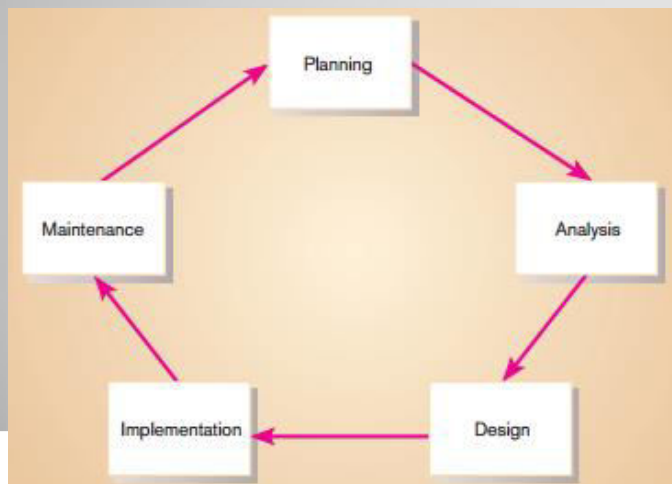 Planning
Analysis
Design
Implementation
Maintenance